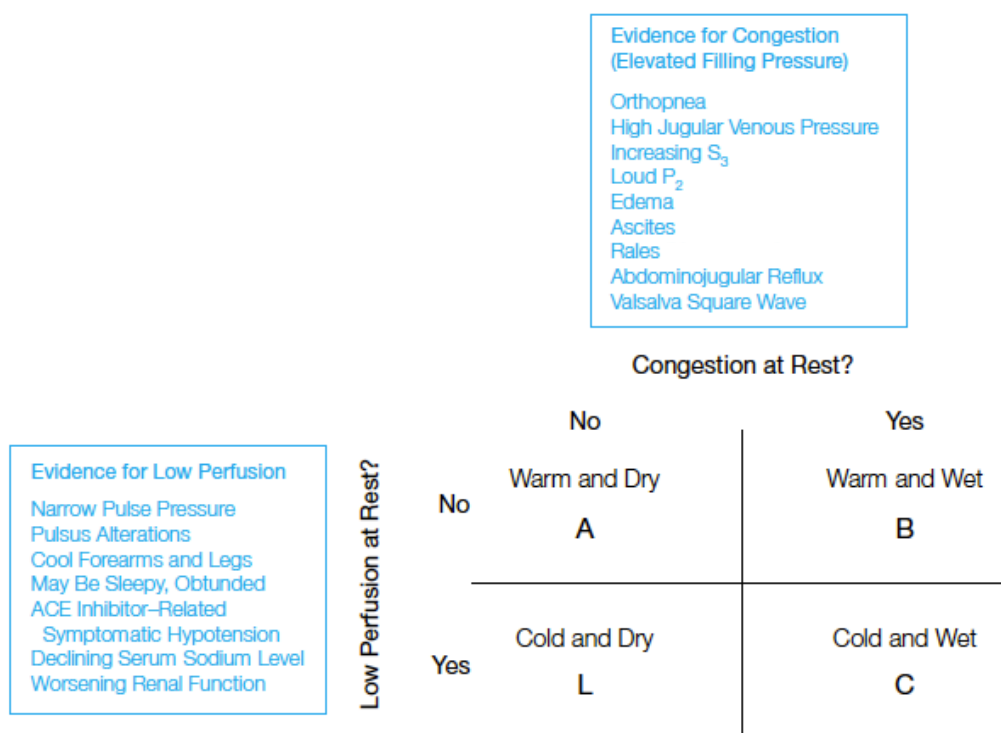 Evidence for Congestion
(Elevated Filling Pressure)
Orthopnea
High Jugular Venous Pressure
Increasing S₃
Loud P₂
Edema
Ascites
Rales
Abdominojugular Reflux
Valsalva Square Wave
Congestion at Rest?
No
Yes
Evidence for Low Perfusion
Narrow Pulse Pressure
Pulsus Alterations
Cool Forearms and Legs
May Be Sleepy, Obtunded
ACE Inhibitor–Related
Symptomatic Hypotension
Declining Serum Sodium Level
Worsening Renal Function
Low Perfusion at Rest?
No
Warm and Dry
A
Warm and Wet
B
Yes
Cold and Dry
L
Cold and Wet
C